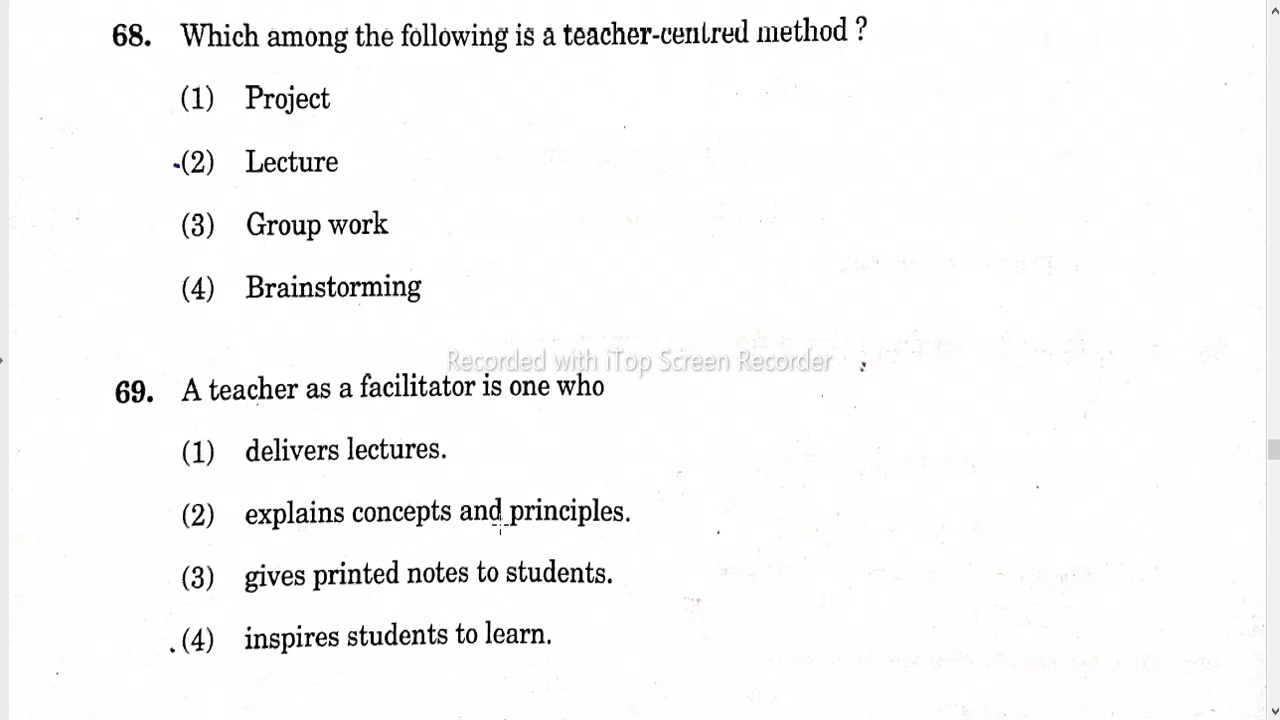 68. Which among the following is a teacher-centred method ?
(1) Project
(2) Lecture
(3) Group work
(4) Brainstorming
Recorded with iTop Screen Recorder
69. A teacher as a facilitator is one who
(1) delivers lectures.
(2) explains concepts and principles.
(3) gives printed notes to students.
(4) inspires students to learn.